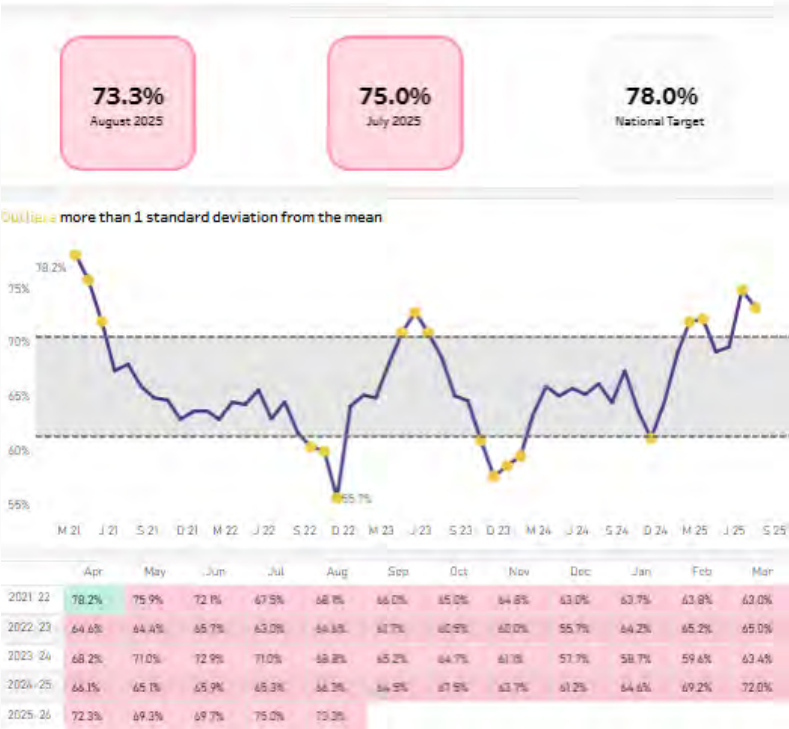 73.3%
August 2025
75.0%
July 2025
78.0%
National Target
Outliers more than 1 standard deviation from the mean
78.2%
75%
70%
65%
60%
55%
55.7%
M 21 J 21 S 21 D 21 M 22 J 22 S 22 D 22 M 23 J 23 S 23 D 23 M 24 J 24 S 24 D 24 M 25 J 25 S 25
Apr May Jun Jul Aug Sep Oct Nov Dec Jan Feb Mar
2021-22 78.2% 75.9% 72.1% 67.5% 68.1% 66.0% 65.0% 64.8% 63.0% 63.7% 63.8% 63.0%
2022-23 64.6% 64.4% 65.7% 63.0% 64.6% 61.7% 60.5% 60.0% 55.7% 64.2% 65.2% 65.0%
2023-24 68.2% 71.0% 72.9% 71.0% 68.8% 65.2% 64.7% 61.1% 57.7% 58.7% 59.6% 63.4%
2024-25 66.1% 65.1% 65.9% 65.3% 66.3% 64.5% 67.5% 63.7% 61.2% 64.6% 69.2% 72.0%
2025-26 72.3% 69.3% 69.7% 75.0% 73.3%